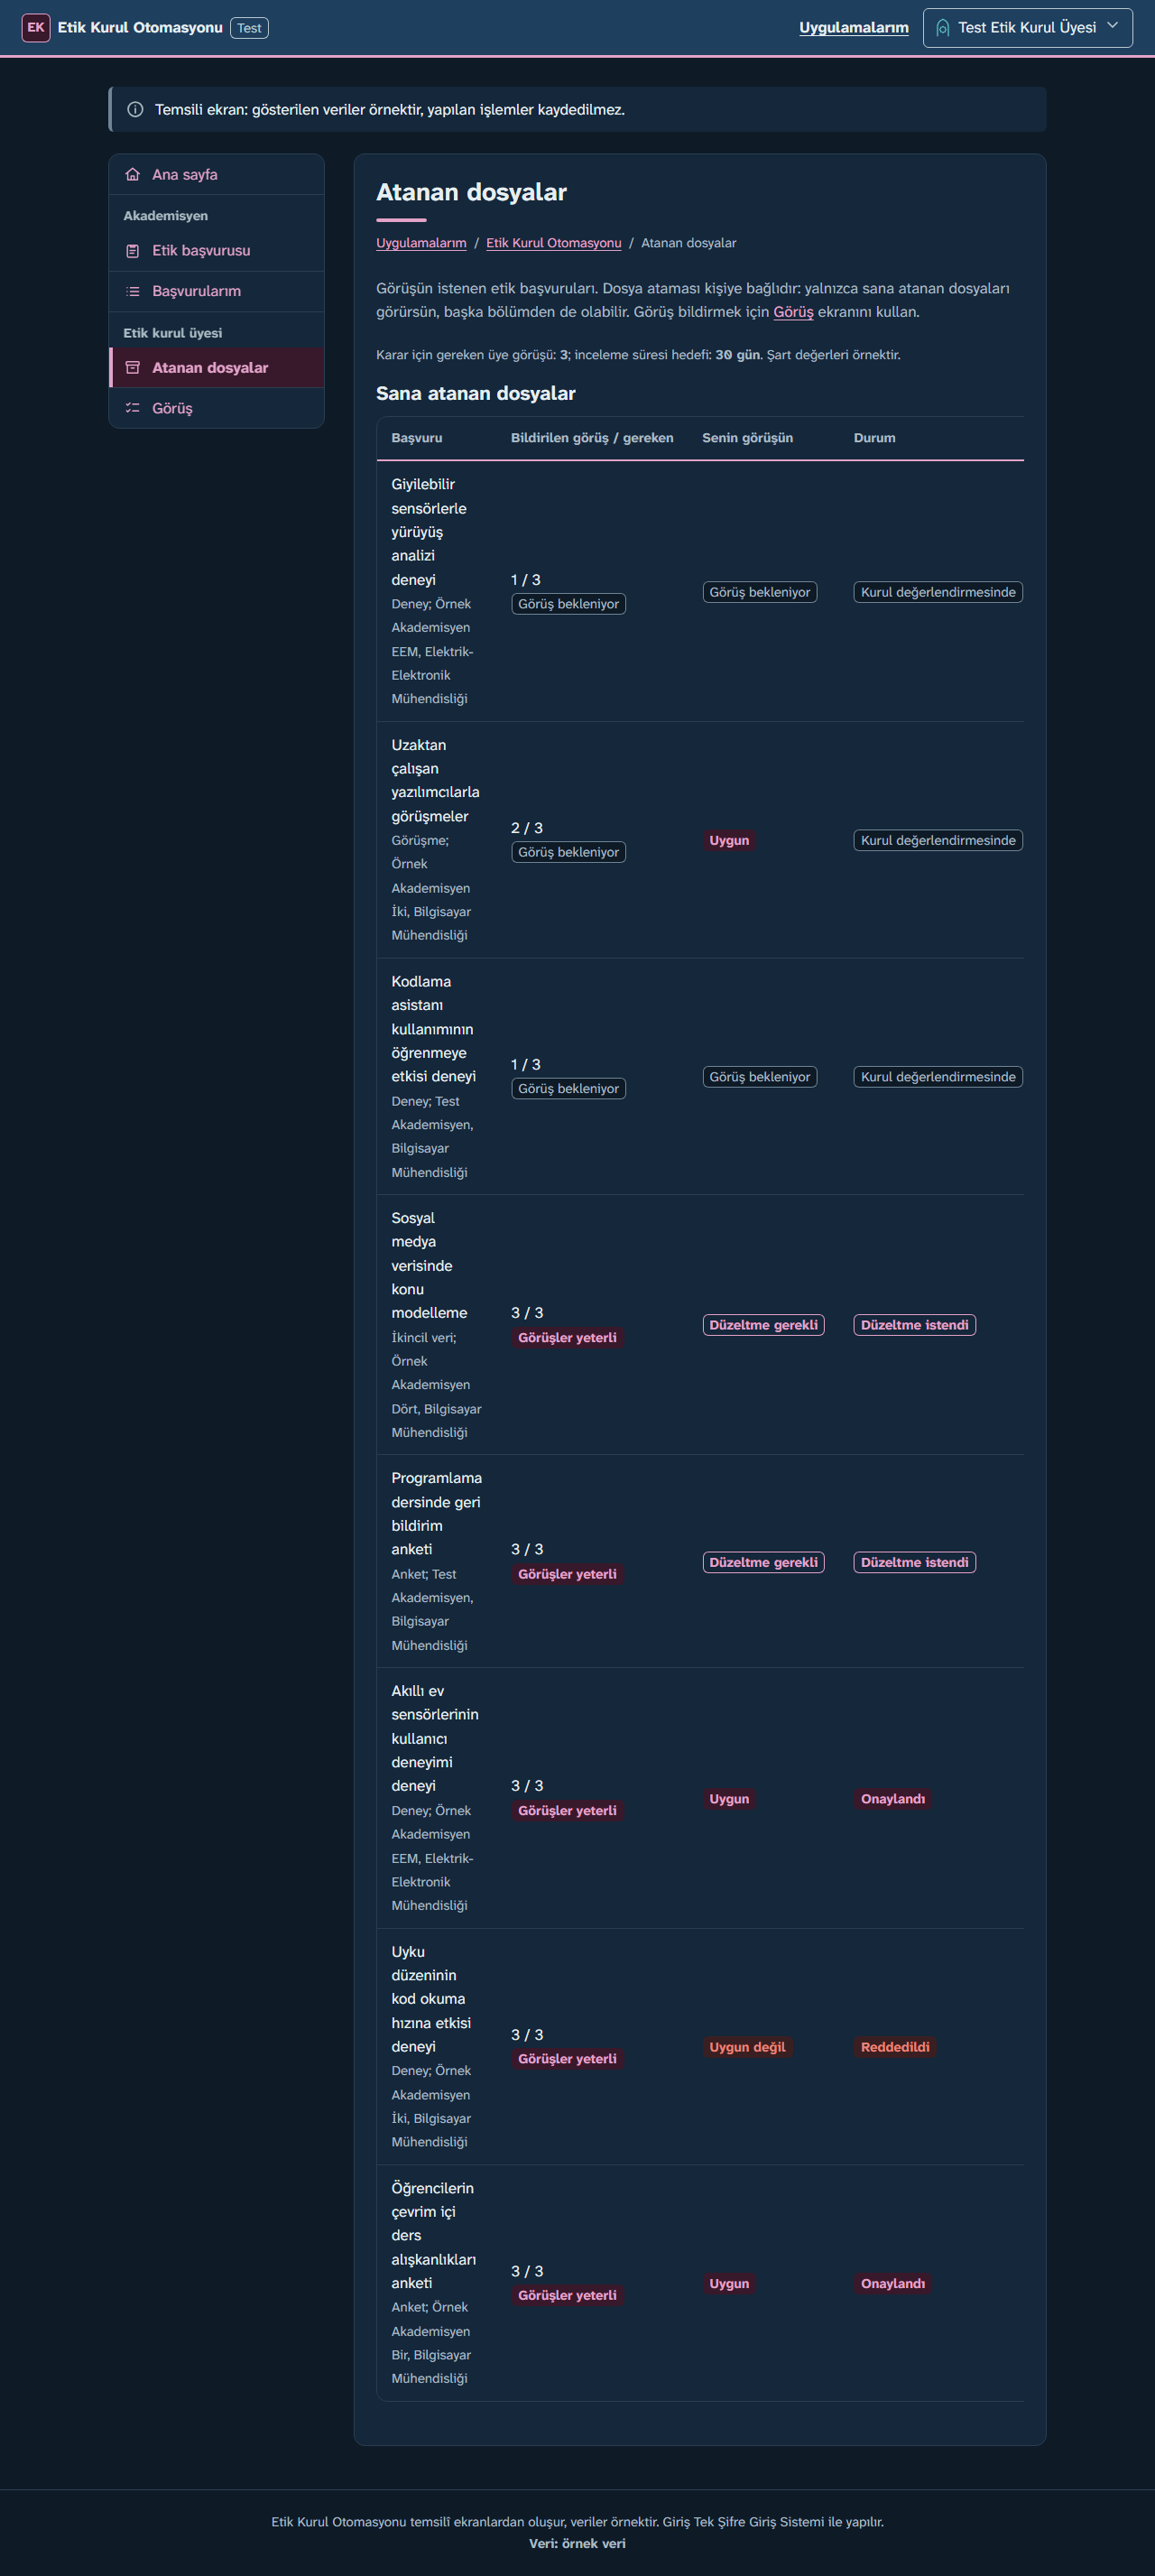 EK Etik Kurul Otomasyonu Test Uygulamalarım Test Etik Kurul Üyesi
Temsili ekran: gösterilen veriler örnektir, yapılan işlemler kaydedilmez.
Ana sayfa
Akademisyen
Etik başvurusu
Başvurularım
Etik kurul üyesi
Atanan dosyalar
Görüş
Atanan dosyalar
Uygulamalarım / Etik Kurul Otomasyonu / Atanan dosyalar
Görüşün istenen etik başvuruları. Dosya ataması kişiye bağlıdır: yalnızca sana atanan dosyaları
görürsün, başka bölümden de olabilir. Görüş bildirmek için Görüş ekranını kullan.
Karar için gereken üye görüşü: 3; inceleme süresi hedefi: 30 gün. Şart değerleri örnektir.
Sana atanan dosyalar
Başvuru Bildirilen görüş / gereken Senin görüşün Durum
Giyilebilir
sensörlerle
yürüyüş
analizi
deneyi
Deney; Örnek
Akademisyen
EEM, Elektrik-
Elektronik
Mühendisliği
1 / 3
Görüş bekleniyor
Görüş bekleniyor
Kurul değerlendirmesinde
Uzaktan
çalışan
yazılımcılarla
görüşmeler
Görüşme;
Örnek
Akademisyen
İki, Bilgisayar
Mühendisliği
2 / 3
Görüş bekleniyor
Uygun
Kurul değerlendirmesinde
Kodlama
asistanı
kullanımının
öğrenmeye
etkisi deneyi
Deney; Test
Akademisyen,
Bilgisayar
Mühendisliği
1 / 3
Görüş bekleniyor
Görüş bekleniyor
Kurul değerlendirmesinde
Sosyal
medya
verisinde
konu
modelleme
İkincil veri;
Örnek
Akademisyen
Dört, Bilgisayar
Mühendisliği
3 / 3
Görüşler yeterli
Düzeltme gerekli
Düzeltme istendi
Programlama
dersinde geri
bildirim
anketi
Anket; Test
Akademisyen,
Bilgisayar
Mühendisliği
3 / 3
Görüşler yeterli
Düzeltme gerekli
Düzeltme istendi
Akıllı ev
sensörlerinin
kullanıcı
deneyimi
deneyi
Deney; Örnek
Akademisyen
EEM, Elektrik-
Elektronik
Mühendisliği
3 / 3
Görüşler yeterli
Uygun
Onaylandı
Uyku
düzeninin
kod okuma
hızına etkisi
deneyi
Deney; Örnek
Akademisyen
İki, Bilgisayar
Mühendisliği
3 / 3
Görüşler yeterli
Uygun değil
Reddedildi
Öğrencilerin
çevrim içi
ders
alışkanlıkları
anketi
Anket; Örnek
Akademisyen
Bir, Bilgisayar
Mühendisliği
3 / 3
Görüşler yeterli
Uygun
Onaylandı
Etik Kurul Otomasyonu temsilî ekranlardan oluşur, veriler örnektir. Giriş Tek Şifre Giriş Sistemi ile yapılır.
Veri: örnek veri